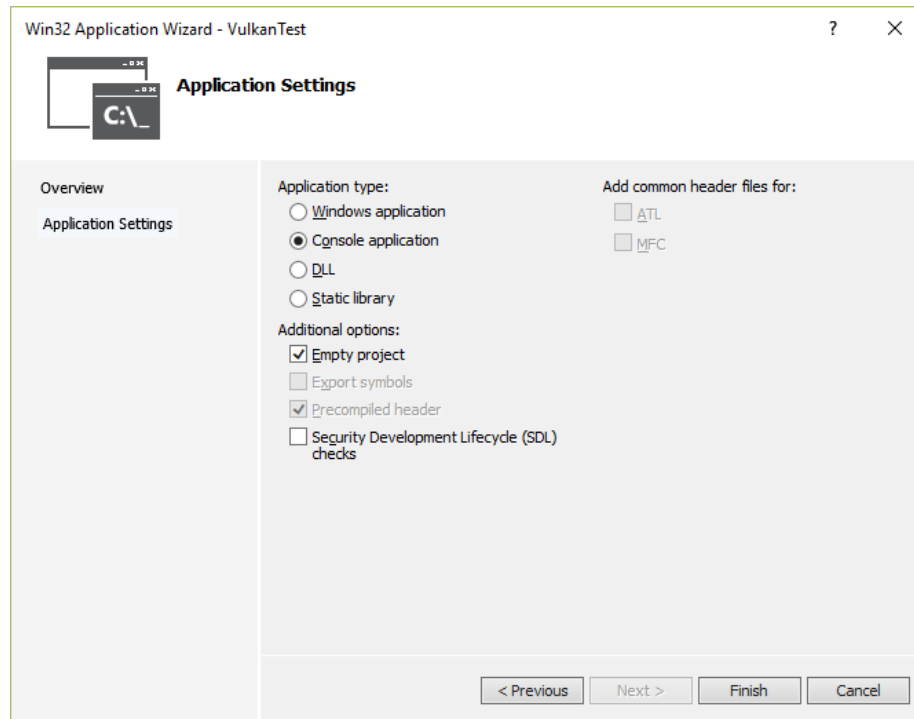 Win32 Application Wizard - VulkanTest
?
C:\_
Application Settings
Overview
Application Settings
Application type:
Windows application
Console application
DLL
Static library
Additional options:
Empty project
Export symbols
Precompiled header
Security Development Lifecycle (SDL)
checks
Add common header files for:
ATL
MFC
< Previous
Next >
Finish
Cancel